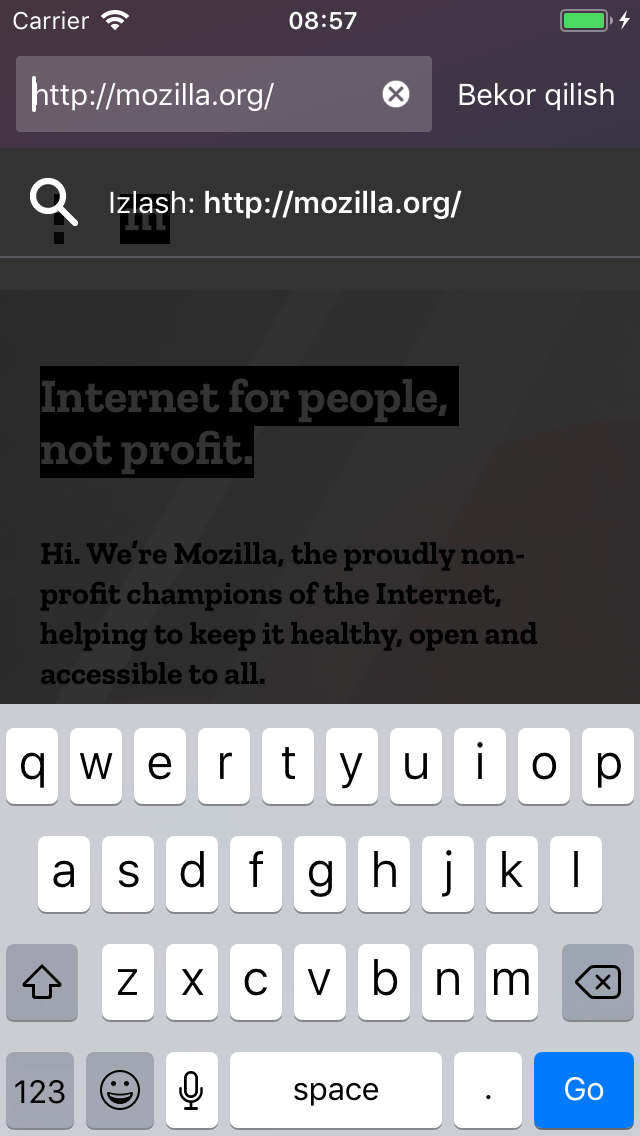 Carrier 08:57
http://mozilla.org/ Bekor qilish
Izlash: http://mozilla.org/
m
Internet for people,
not profit.
Hi. We’re Mozilla, the proudly non-
profit champions of the Internet,
helping to keep it healthy, open and
accessible to all.
q w e r t y u i o p
a s d f g h j k l
z x c v b n m
123 space . Go